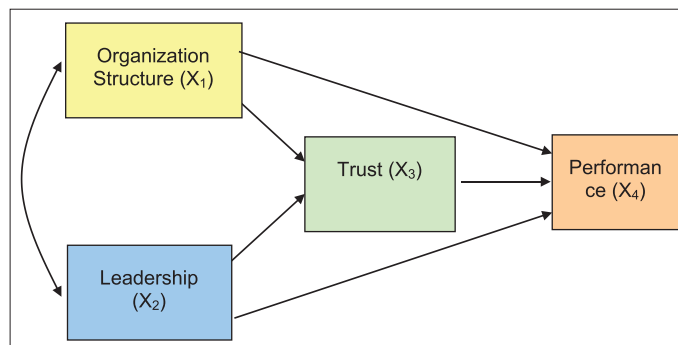 Organization
Structure (X₁)
Trust (X₃)
Performan
ce (X₄)
Leadership
(X₂)